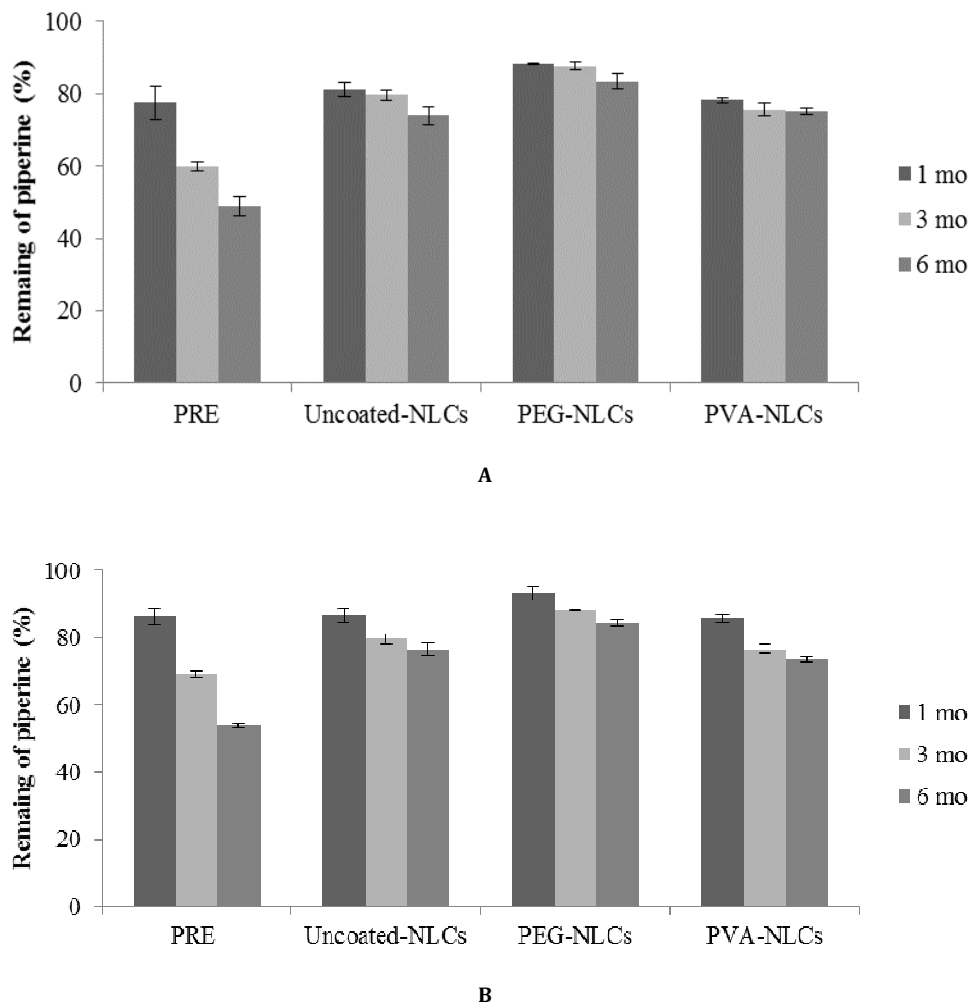 100
80
60
40
20
0
Remaing of piperine (%)
PRE
Uncoated-NLCs
PEG-NLCs
PVA-NLCs
1 mo
3 mo
6 mo
A
100
80
60
40
20
0
Remaing of piperine (%)
PRE
Uncoated-NLCs
PEG-NLCs
PVA-NLCs
1 mo
3 mo
6 mo
B